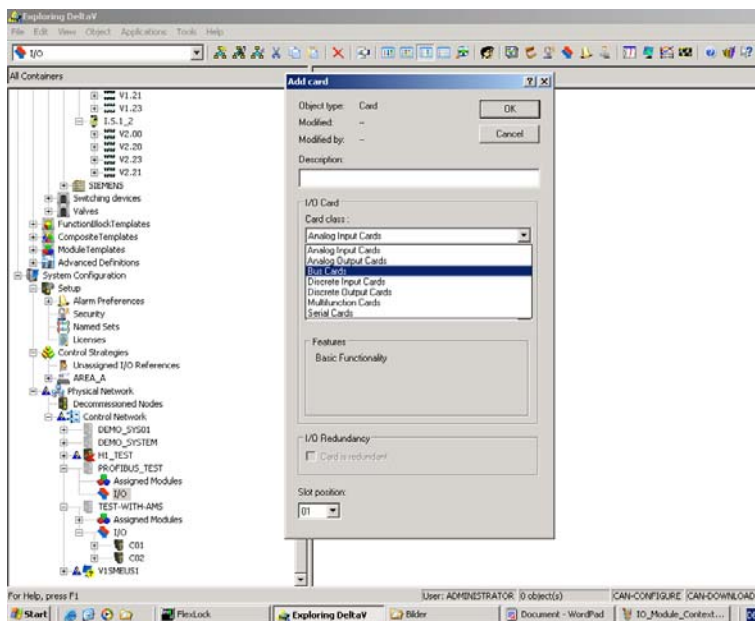 Exploring DeltaV
File Edit View Object Applications Tools Help
I/O
All Containers
V1.21
V1.23
I.S.1_2
V2.00
V2.20
V2.23
V2.21
SIEMENS
Switching devices
Valves
FunctionBlockTemplates
CompositeTemplates
ModuleTemplates
Advanced Definitions
System Configuration
Setup
Alarm Preferences
Security
Named Sets
Licenses
Control Strategies
Unassigned I/O References
AREA_A
Physical Network
Decommissioned Nodes
Control Network
DEMO_SYS01
DEMO_SYSTEM
H1_TEST
PROFIBUS_TEST
Assigned Modules
I/O
TEST-WITH-AMS
Assigned Modules
I/O
C01
C02
V1SMEUS1
Add card
Object type: Card
Modified: --
Modified by: --
OK
Cancel
Description:
I/O Card
Card class :
Analog Input Cards
Analog Input Cards
Analog Output Cards
Bus Cards
Discrete Input Cards
Discrete Output Cards
Multifunction Cards
Serial Cards
Features
Basic Functionality
I/O Redundancy
Card is redundant
Slot position:
01
For Help, press F1
User: ADMINISTRATOR
0 object(s)
CAN-CONFIGURE
CAN-DOWNLOAD
Start
FlexLock
Exploring DeltaV
Bilder
Document - WordPad
IO_Module_Context...